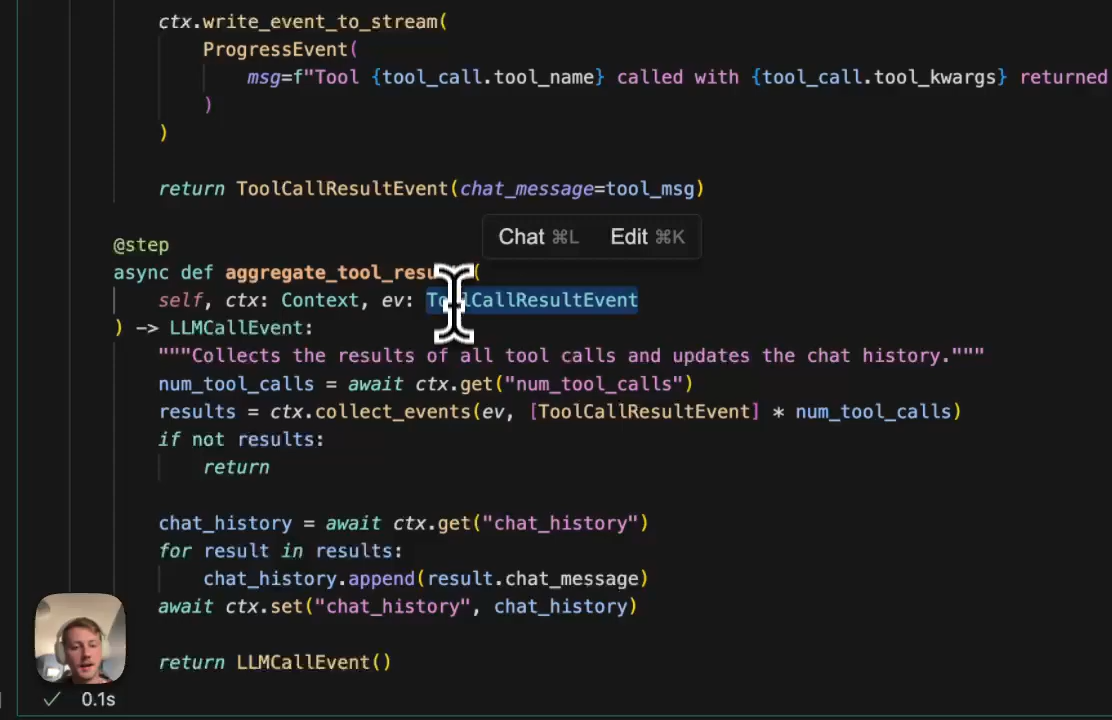 ctx.write_event_to_stream(
ProgressEvent(
msg=f"Tool {tool_call.tool_name} called with {tool_call.tool_kwargs} returned
)
)
return ToolCallResultEvent(chat_message=tool_msg)
Chat ⌘L Edit ⌘K
@step
async def aggregate_tool_resu (
self, ctx: Context, ev: ToolCallResultEvent
) -> LLMCallEvent:
"""Collects the results of all tool calls and updates the chat history."""
num_tool_calls = await ctx.get("num_tool_calls")
results = ctx.collect_events(ev, [ToolCallResultEvent] * num_tool_calls)
if not results:
return
chat_history = await ctx.get("chat_history")
for result in results:
chat_history.append(result.chat_message)
await ctx.set("chat_history", chat_history)
return LLMCallEvent()
✓ 0.1s